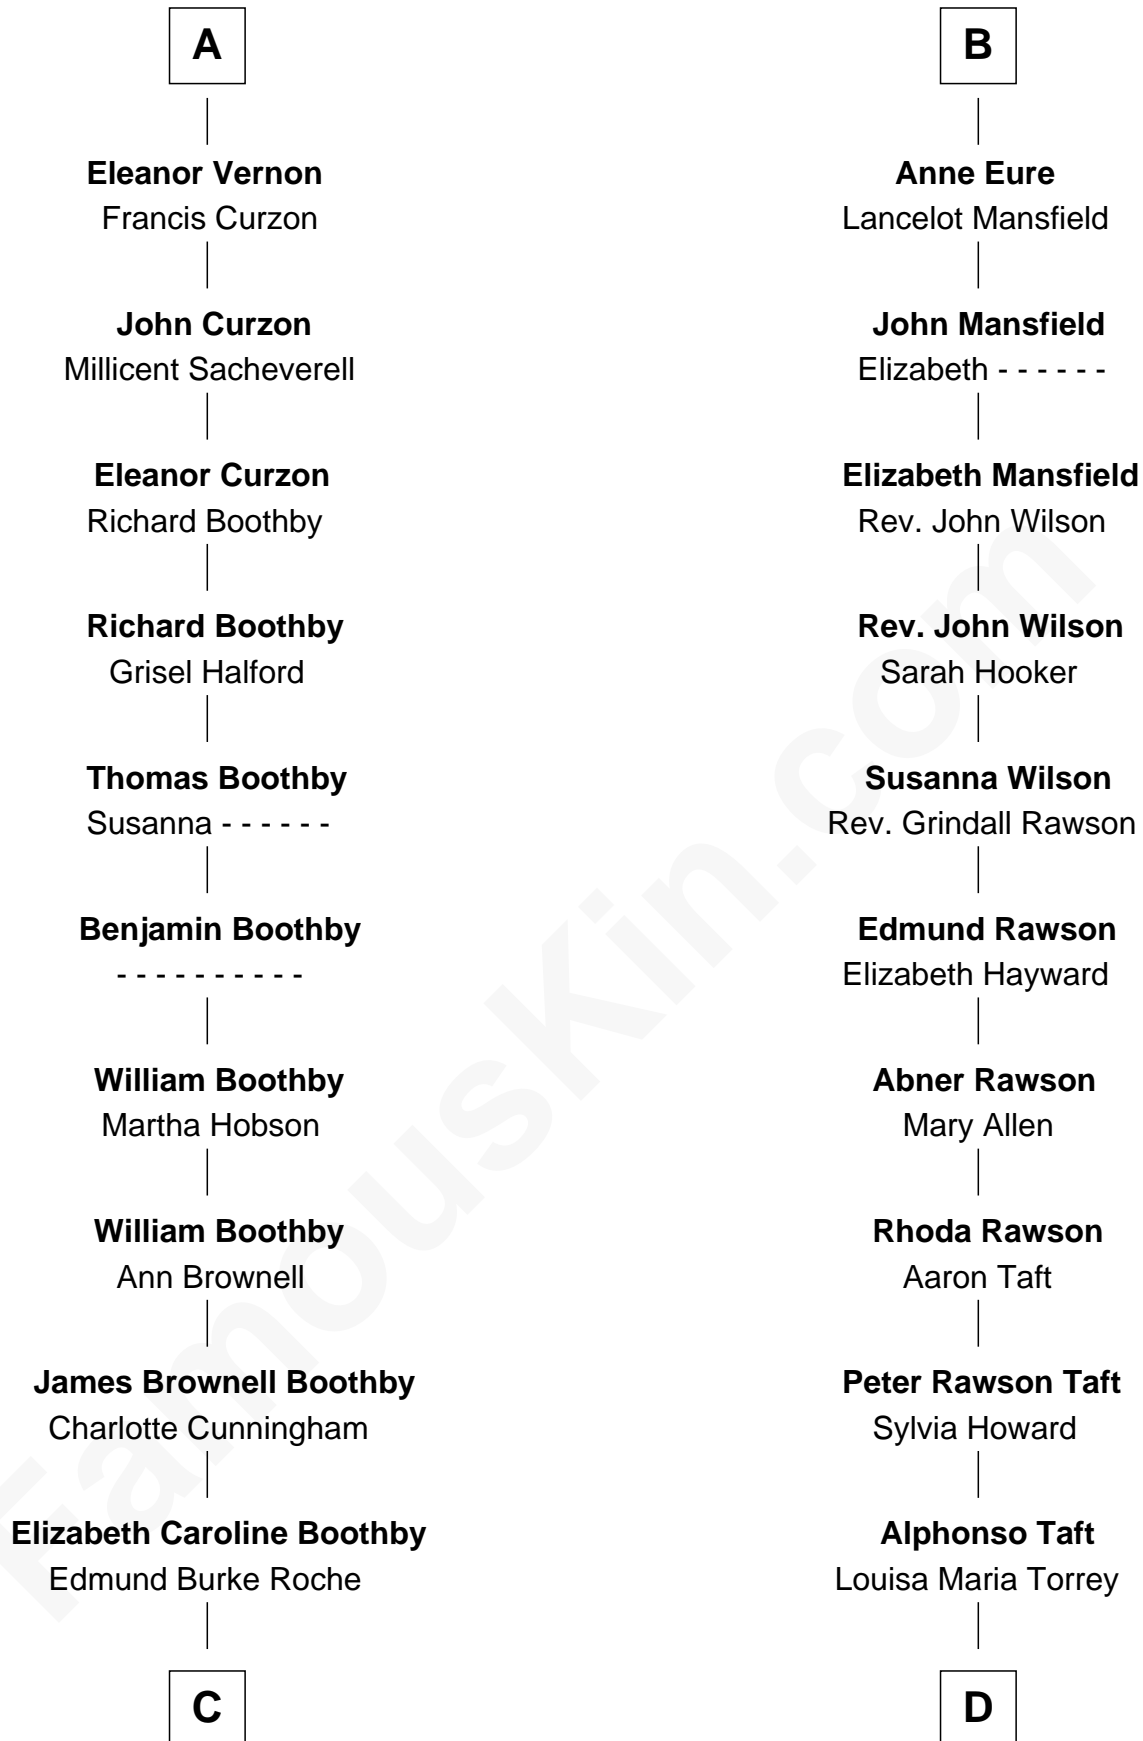 A
Eleanor Vernon
Francis Curzon
John Curzon
Millicent Sacheverell
Eleanor Curzon
Richard Boothby
Richard Boothby
Grisel Halford
Thomas Boothby
Susanna - - - - - -
Benjamin Boothby
- - - - - - - - - -
William Boothby
Martha Hobson
William Boothby
Ann Brownell
James Brownell Boothby
Charlotte Cunningham
Elizabeth Caroline Boothby
Edmund Burke Roche
C
B
Anne Eure
Lancelot Mansfield
John Mansfield
Elizabeth - - - - - -
Elizabeth Mansfield
Rev. John Wilson
Rev. John Wilson
Sarah Hooker
Susanna Wilson
Rev. Grindall Rawson
Edmund Rawson
Elizabeth Hayward
Abner Rawson
Mary Allen
Rhoda Rawson
Aaron Taft
Peter Rawson Taft
Sylvia Howard
Alphonso Taft
Louisa Maria Torrey
D
FamousKin.com